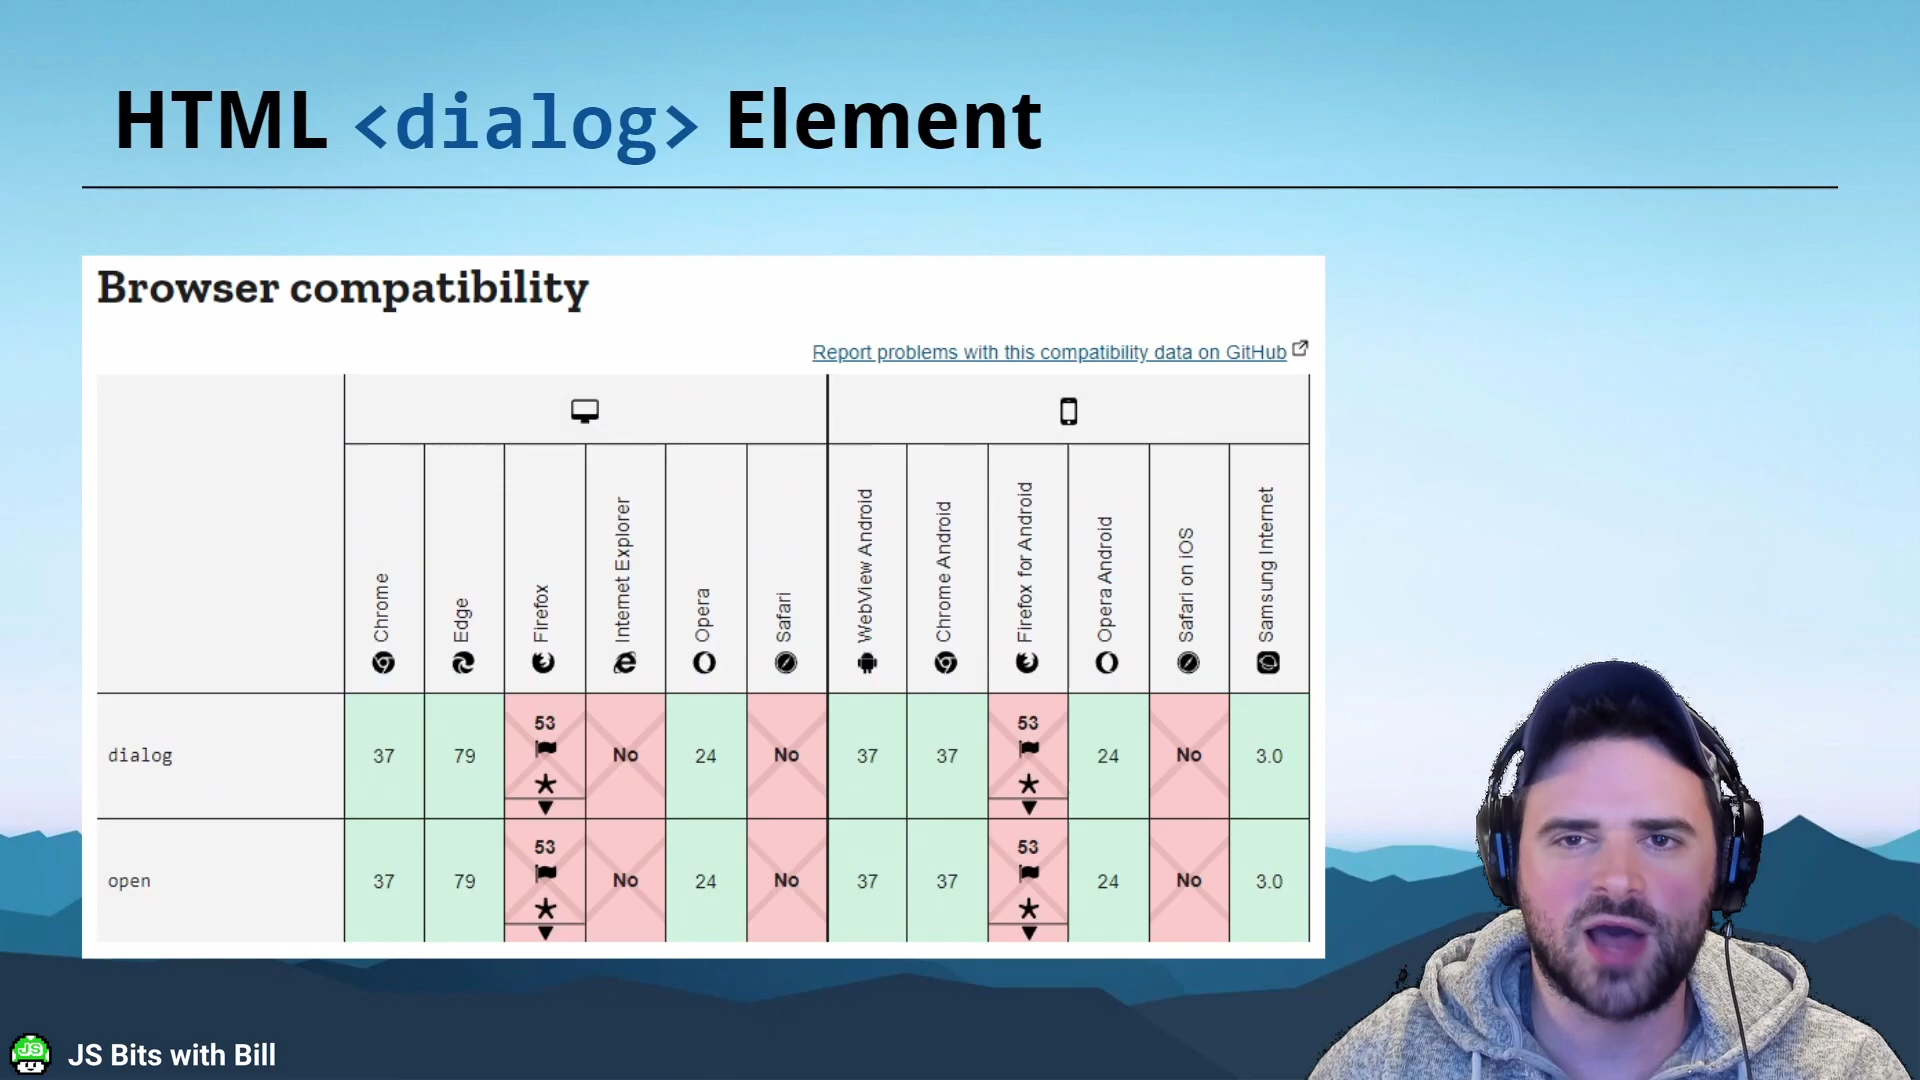 HTML <dialog> Element
Browser compatibility
Report problems with this compatibility data on GitHub
Chrome
Edge
Firefox
Internet Explorer
Opera
Safari
WebView Android
Chrome Android
Firefox for Android
Opera Android
Safari on iOS
Samsung Internet
dialog 37 79 53 No 24 No 37 37 53 24 No 3.0
open 37 79 53 No 24 No 37 37 53 24 No 3.0
JS JS Bits with Bill